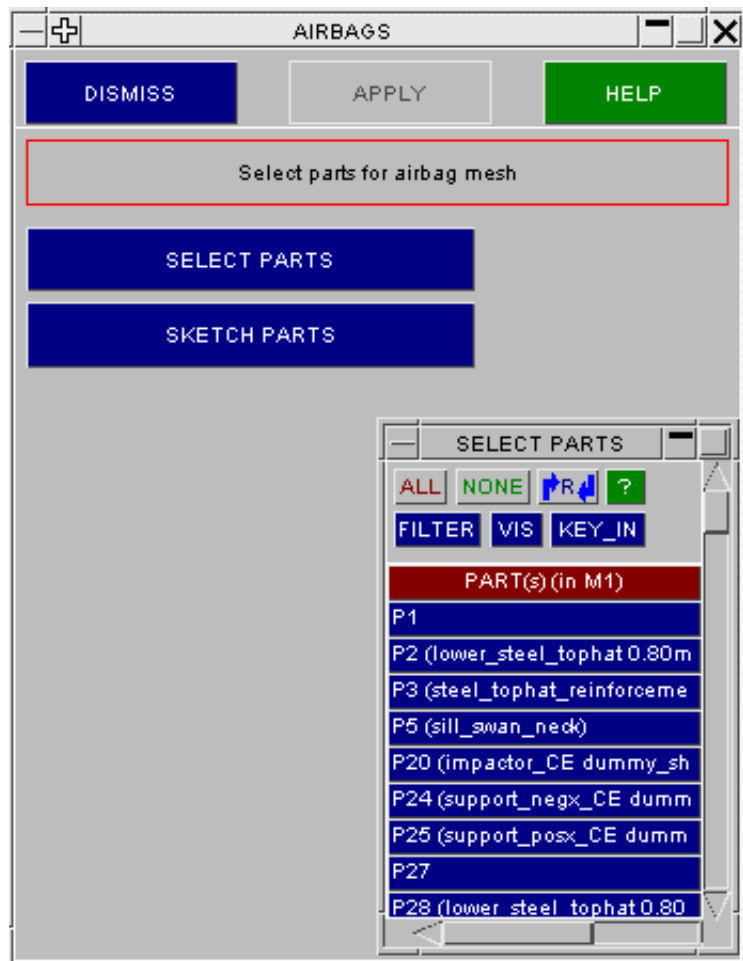 AIRBAGS
DISMISS APPLY HELP
Select parts for airbag mesh
SELECT PARTS
SKETCH PARTS
SELECT PARTS
ALL NONE R ?
FILTER VIS KEY_IN
PART(s) (in M1)
P1
P2 (lower_steel_tophat 0.80m
P3 (steel_tophat_reinforceme
P5 (sill_swan_neck)
P20 (impactor_CE dummy_sh
P24 (support_negx_CE dumm
P25 (support_posx_CE dumm
P27
P28 (lower_steel_tophat 0.80